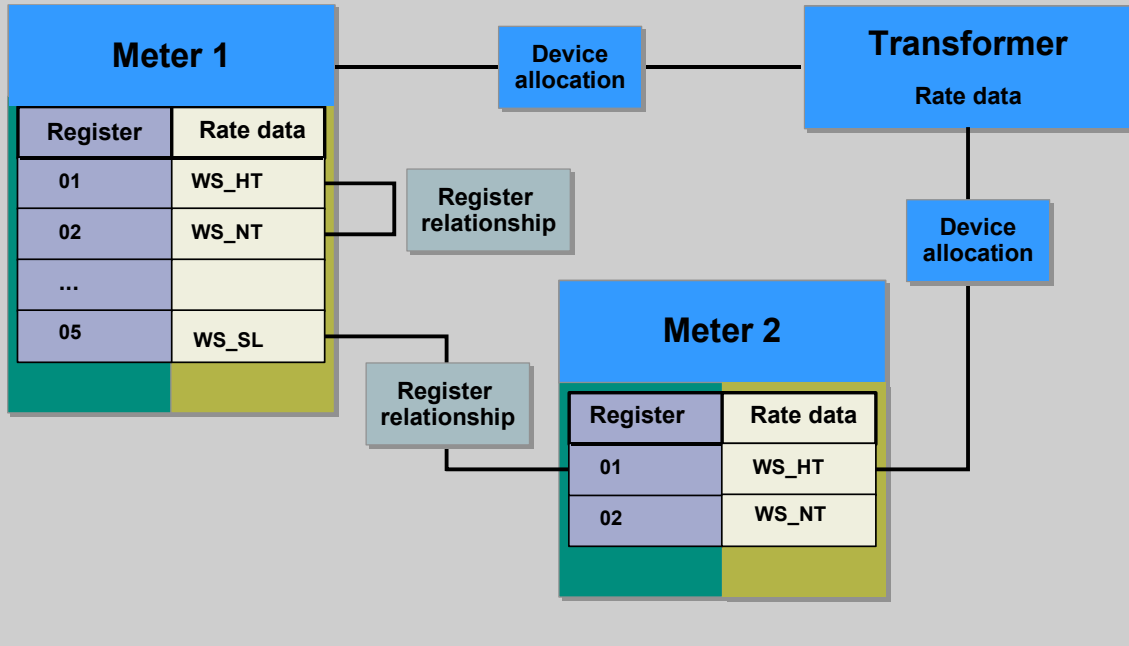 Meter 1
Device
allocation
Transformer
Rate data
Register Rate data
01 WS_HT
02 WS_NT
...
05 WS_SL
Register
relationship
Device
allocation
Register
relationship
Meter 2
Register Rate data
01 WS_HT
02 WS_NT